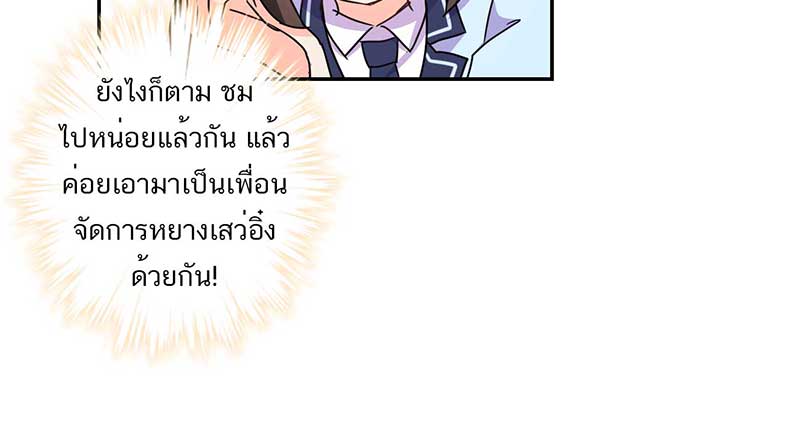 ยังไงก็ตาม ชม
ไปหน่อยแล้วกัน แล้ว
ค่อยเอามาเป็นเพื่อน
จัดการหยางเสว่อิ๋ง
ด้วยกัน!